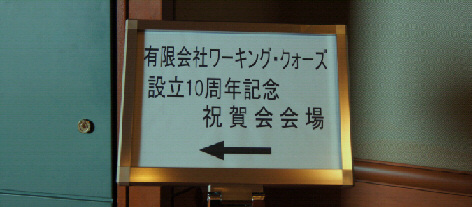 有限会社ワーキング・クォーズ
設立10周年記念
祝賀会会場